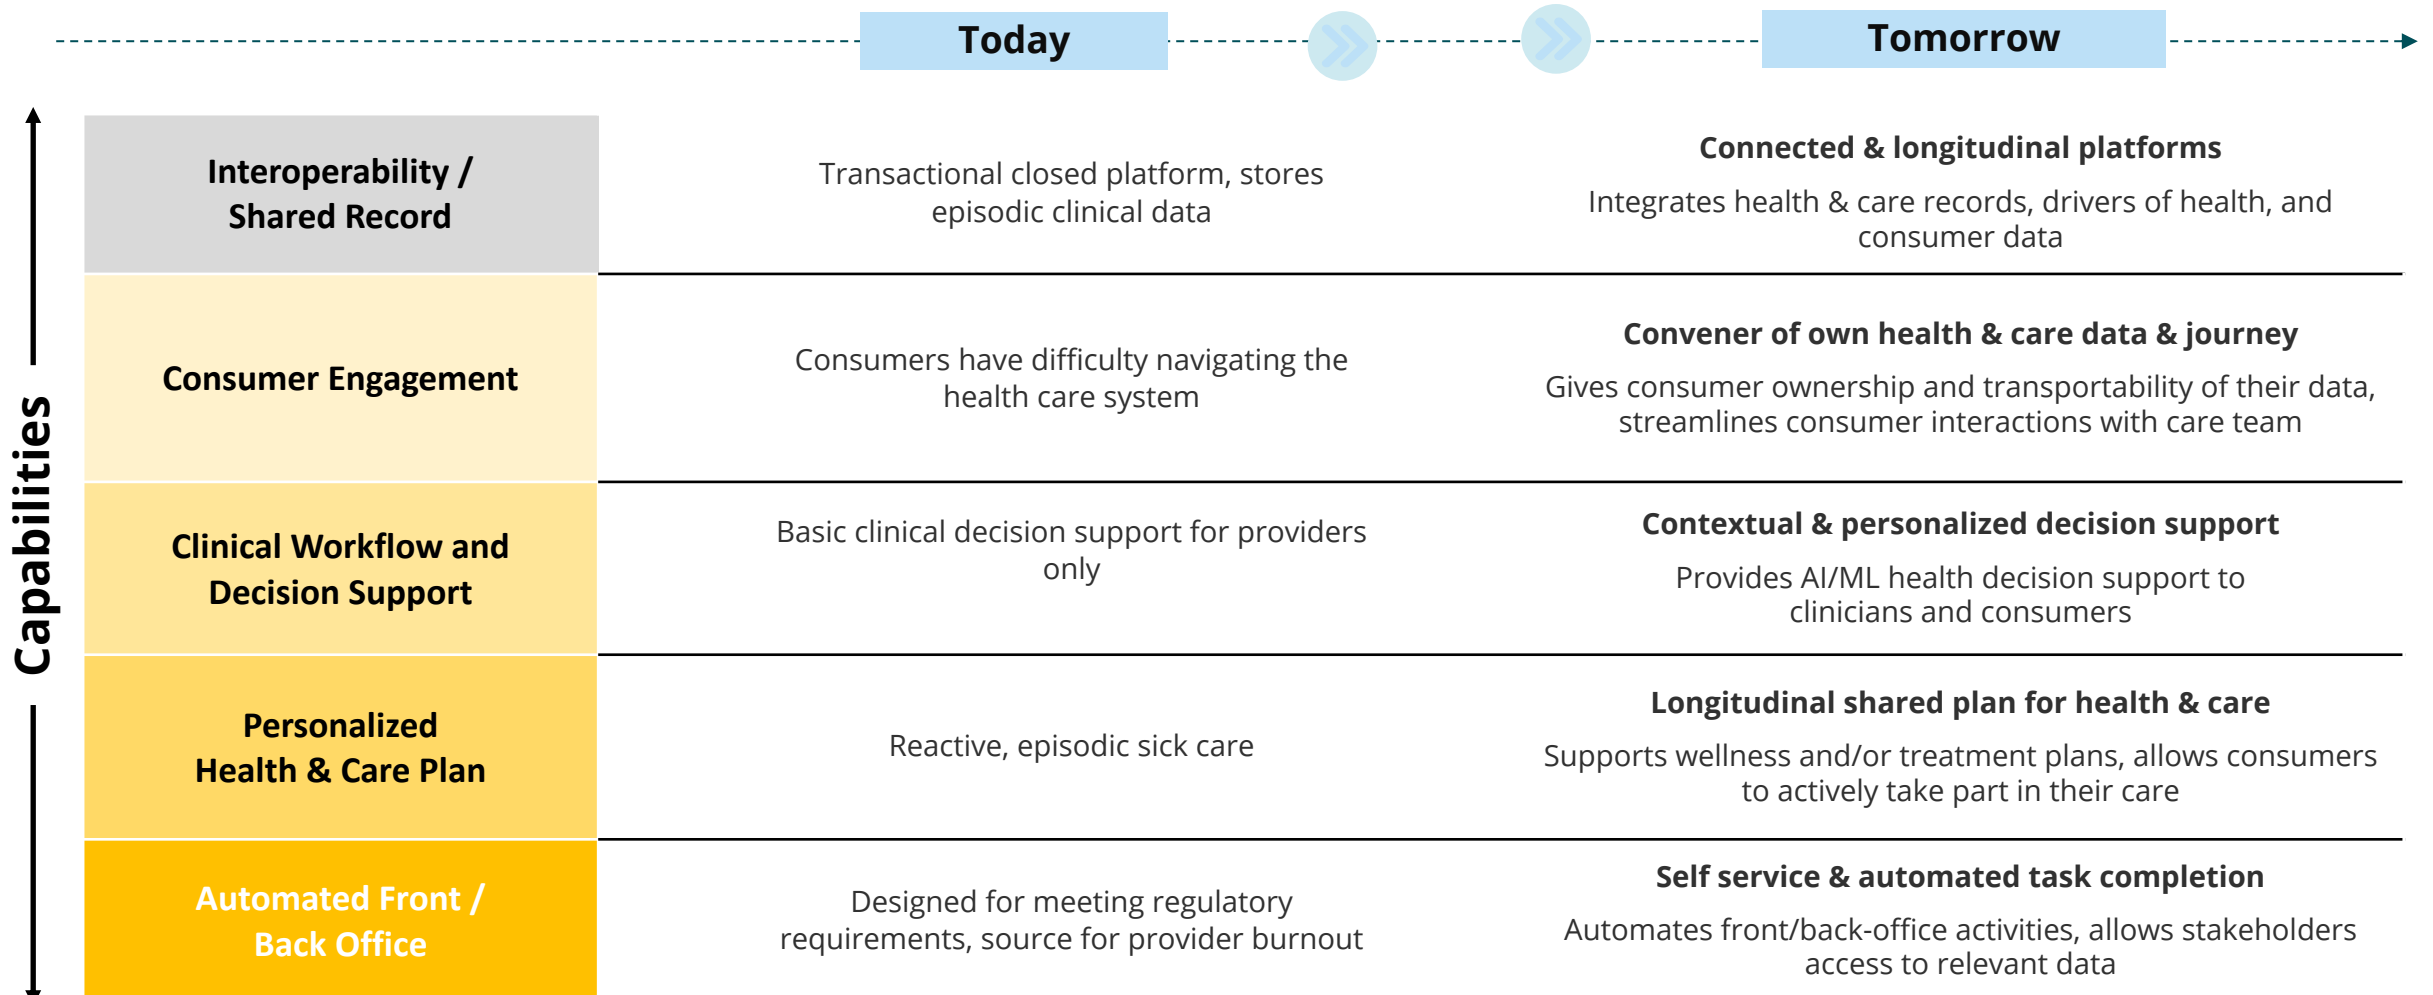 Today
Tomorrow
Capabilities
Interoperability /
Shared Record
Transactional closed platform, stores
episodic clinical data
Connected & longitudinal platforms
Integrates health & care records, drivers of health, and
consumer data
Consumer Engagement
Consumers have difficulty navigating the
health care system
Convener of own health & care data & journey
Gives consumer ownership and transportability of their data,
streamlines consumer interactions with care team
Clinical Workflow and
Decision Support
Basic clinical decision support for providers
only
Contextual & personalized decision support
Provides AI/ML health decision support to
clinicians and consumers
Personalized
Health & Care Plan
Reactive, episodic sick care
Longitudinal shared plan for health & care
Supports wellness and/or treatment plans, allows consumers
to actively take part in their care
Automated Front /
Back Office
Designed for meeting regulatory
requirements, source for provider burnout
Self service & automated task completion
Automates front/back-office activities, allows stakeholders
access to relevant data